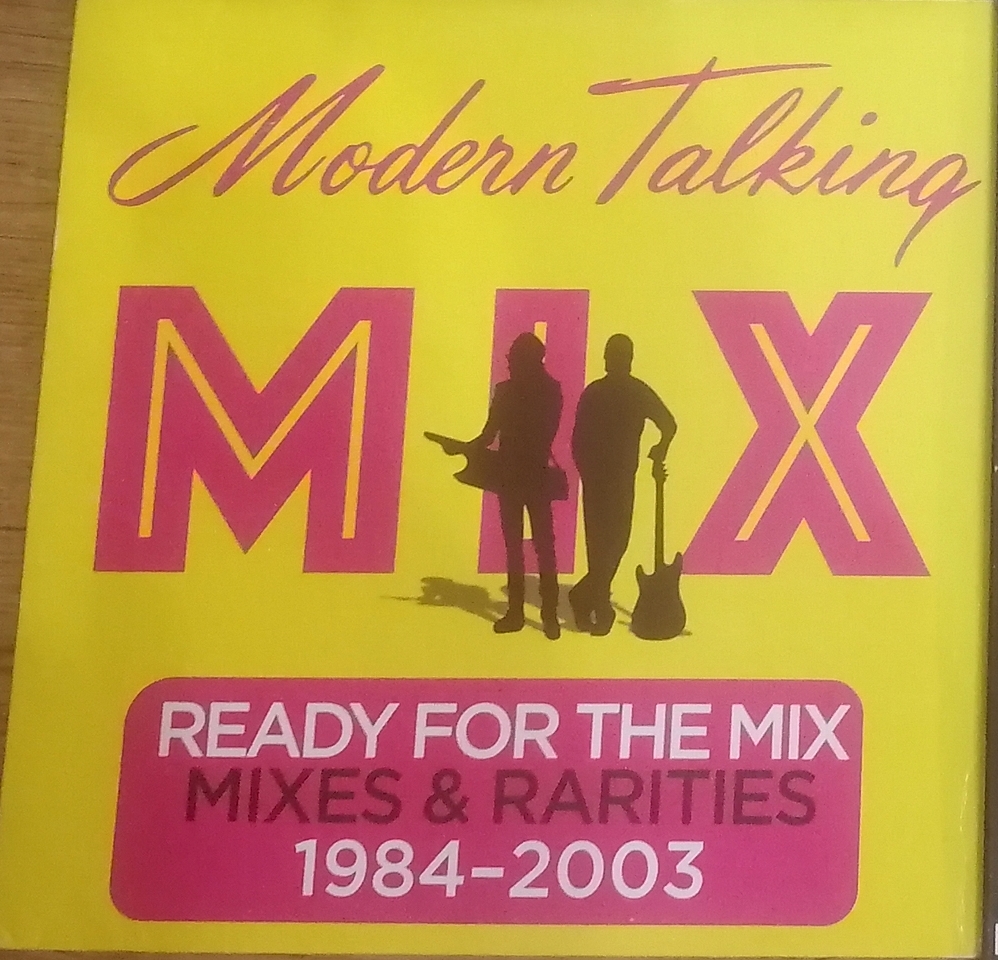 Modern Talking
MIX
READY FOR THE MIX
MIXES & RARITIES
1984-2003